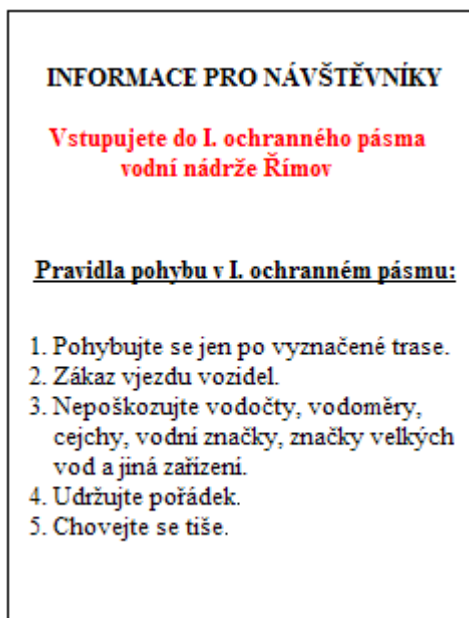 INFORMACE PRO NÁVŠTĚVNÍKY
Vstupujete do I. ochranného pásma
vodní nádrže Římov
Pravidla pohybu v I. ochranném pásmu:
1. Pohybujte se jen po vyznačené trase.
2. Zákaz vjezdu vozidel.
3. Nepoškozujte vodočty, vodoměry,
cejchy, vodní značky, značky velkých
vod a jiná zařízení.
4. Udržujte pořádek.
5. Chovejte se tiše.